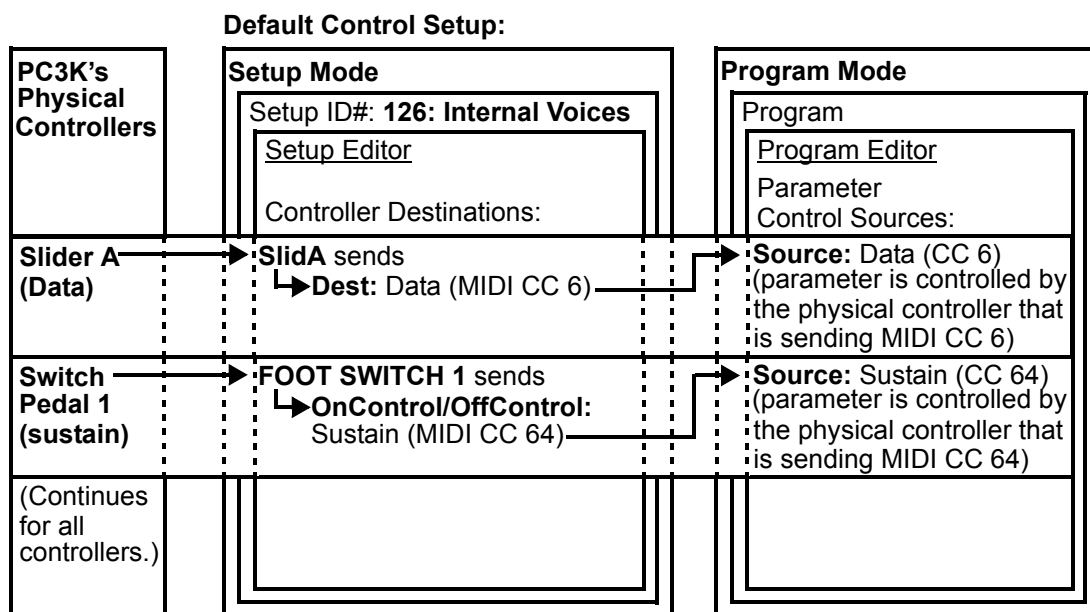 Default Control Setup:
PC3K's
Physical
Controllers
Setup Mode
Setup ID#: 126: Internal Voices
Setup Editor
Controller Destinations:
Program Mode
Program
Program Editor
Parameter
Control Sources:
Slider A
(Data)
SlidA sends
Dest: Data (MIDI CC 6)
Source: Data (CC 6)
(parameter is controlled by
the physical controller that
is sending MIDI CC 6)
Switch
Pedal 1
(sustain)
FOOT SWITCH 1 sends
OnControl/OffControl:
Sustain (MIDI CC 64)
Source: Sustain (CC 64)
(parameter is controlled by
the physical controller that
is sending MIDI CC 64)
(Continues
for all
controllers.)